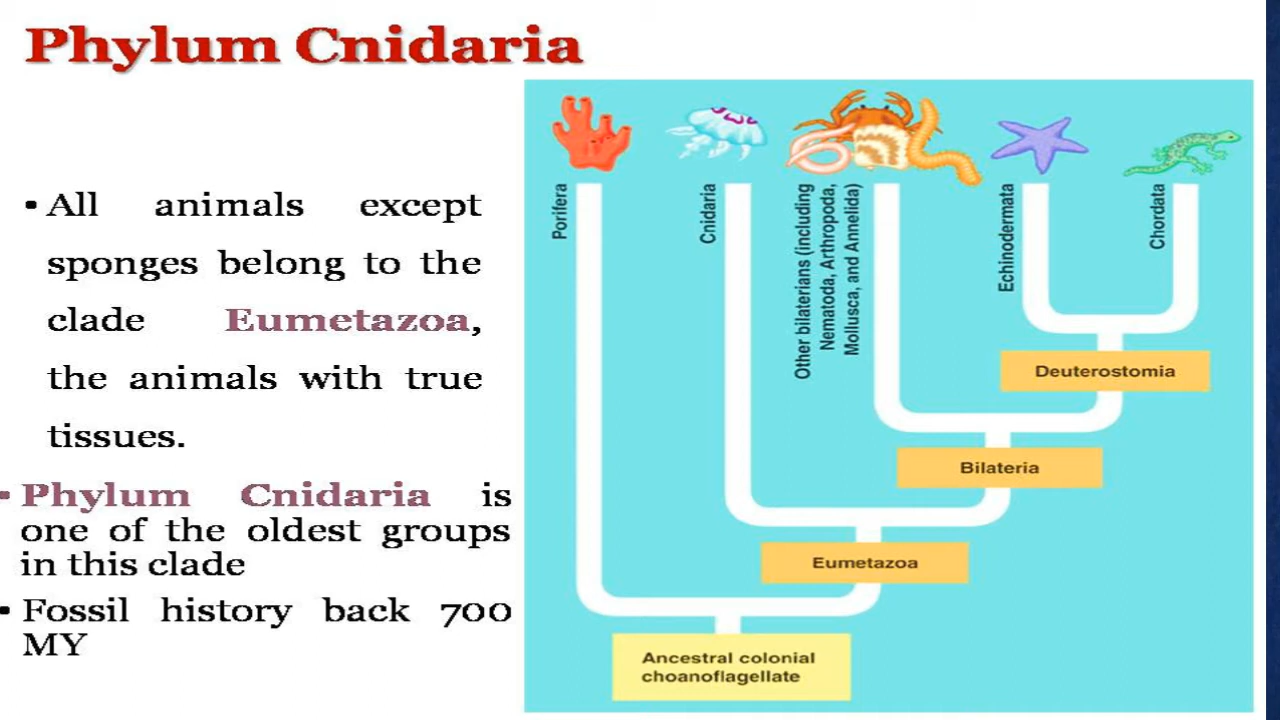 Phylum Cnidaria
• All animals except
sponges belong to the
clade Eumetazoa,
the animals with true
tissues.
• Phylum Cnidaria is
one of the oldest groups
in this clade
• Fossil history back 700
MY
Porifera
Cnidaria
Other bilaterians (including
Nematoda, Arthropoda,
Mollusca, and Annelida)
Echinodermata
Chordata
Deuterostomia
Bilateria
Eumetazoa
Ancestral colonial
choanoflagellate